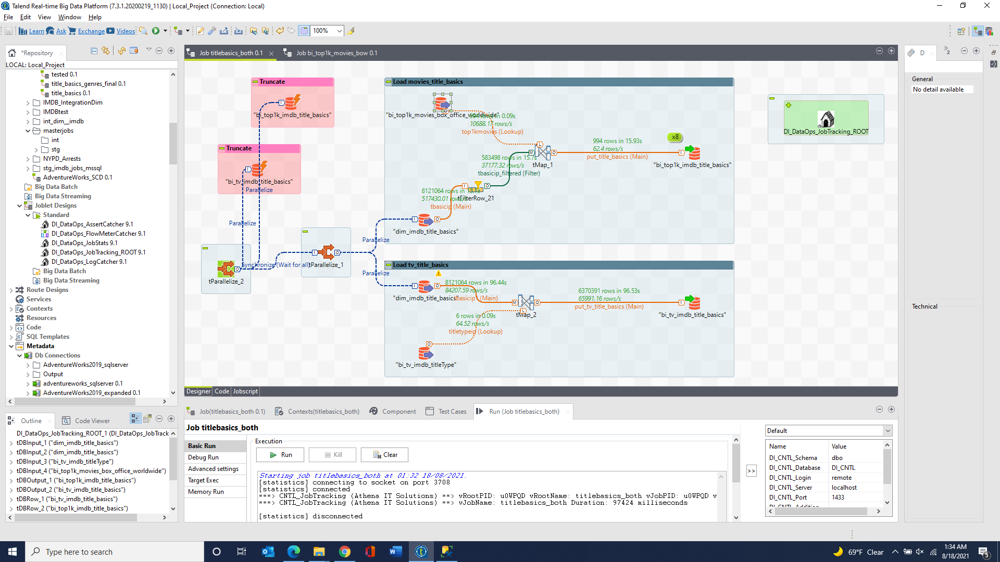 Talend Real-time Big Data Platform (7.3.1.20200219_1130) | Local_Project (Connection: Local)
File Edit View Window Help
Learn Ask Exchange Videos 100%
*Repository
LOCAL: Local_Project
tested 0.1
title_basics_genres_final 0.1
title_basics 0.1
IMDB_IntegrationDim
IMDBtest
int_dim__imdb
masterjobs
int
stg
NYPD_Arrests
stg_imdb_jobs_mssql
AdventureWorks_SCD 0.1
Big Data Batch
Big Data Streaming
Joblet Designs
Standard
DI_DataOps_AssertCatcher 9.1
DI_DataOps_FlowMeterCatcher 9.1
DI_DataOps_JobStats 9.1
DI_DataOps_JobTracking_ROOT 9.1
DI_DataOps_LogCatcher 9.1
Big Data Batch
Big Data Streaming
Route Designs
Services
Contexts
Resources
Code
SQL Templates
Metadata
Db Connections
AdventureWorks2019_sqlserver
Output
adventureworks_sqlserver 0.1
AdventureWorks2019_expanded 0.1
Outline Code Viewer
DI_DataOps_JobTracking_ROOT_1 (DI_DataOps_JobTrack
tDBInput_1 ("dim_imdb_title_basics")
tDBInput_2 ("dim_imdb_title_basics")
tDBInput_3 ("bi_tv_imdb_titleType")
tDBInput_4 ("bi_top1k_movies_box_office_worldwide")
tDBOutput_1 ("bi_top1k_imdb_title_basics")
tDBOutput_2 ("bi_tv_imdb_title_basics")
tDBRow_1 ("bi_tv_imdb_title_basics")
tDBRow_2 ("bi_top1k_imdb_title_basics")
Job titlebasics_both 0.1 Job bi_top1k_movies_bow 0.1
Truncate
"bi_top1k_imdb_title_basics"
Truncate
"bi_tv_imdb_title_basics"
Parallelize
Parallelize
tParallelize_2
Synchronize (Wait for all)
tParallelize_1
Parallelize
Parallelize
Load movies_title_basics
"bi_top1k_movies_box_office_worldwide"
994 rows in 0.09s
10688.17 rows/s
top1kmovies (Lookup)
583498 rows in 15.7s
37177.32 rows/s
tbasicip_filtered (Filter)
tMap_1
994 rows in 15.93s
62.4 rows/s
put_title_basics (Main)
x8
"bi_top1k_imdb_title_basics"
8121064 rows in 15.7s
517430.01 rows/s
tbasicip (Main)
tFilterRow_21
"dim_imdb_title_basics"
Load tv_title_basics
"dim_imdb_title_basics"
8121064 rows in 96.44s
84207.59 rows/s
(Main)
tMap_2
6370391 rows in 96.53s
65991.16 rows/s
put_tv_title_basics (Main)
"bi_tv_imdb_title_basics"
6 rows in 0.09s
64.52 rows/s
titletypeip (Lookup)
"bi_tv_imdb_titleType"
DI_DataOps_JobTracking_ROOT
Designer Code Jobscript
D
2
General
No detail available
Technical
Job(titlebasics_both 0.1) Contexts(titlebasics_both) Component Test Cases Run (Job titlebasics_both)
Job titlebasics_both
Basic Run
Debug Run
Advanced settings
Target Exec
Memory Run
Execution
Run Kill Clear
Starting job titlebasics_both at 01:32 18/08/2021.
[statistics] connecting to socket on port 3708
[statistics] connected
===> CNTL_JobTracking (Athena IT Solutions) ==> vRootPID: u0WPQD vRootName: titlebasics_both vJobPID: u0WPQD v
===> CNTL_JobTracking (Athena IT Solutions) ==> vJobName: titlebasics_both Duration: 97424 milliseconds
[statistics] disconnected
>>
Default
Name Value
DI_CNTL_Schema dbo
DI_CNTL_Database DI_CNTL
DI_CNTL_Login remote
DI_CNTL_Server localhost
DI_CNTL_Port 1433
Type here to search
69°F Clear
1:34 AM
8/18/2021
5